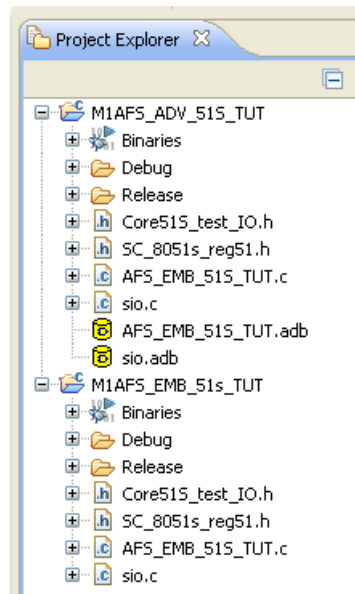 Project Explorer
M1AFS_ADV_51S_TUT
Binaries
Debug
Release
Core51S_test_IO.h
SC_8051s_reg51.h
AFS_EMB_51S_TUT.c
sio.c
AFS_EMB_51S_TUT.adb
sio.adb
M1AFS_EMB_51s_TUT
Binaries
Debug
Release
Core51S_test_IO.h
SC_8051s_reg51.h
AFS_EMB_51S_TUT.c
sio.c